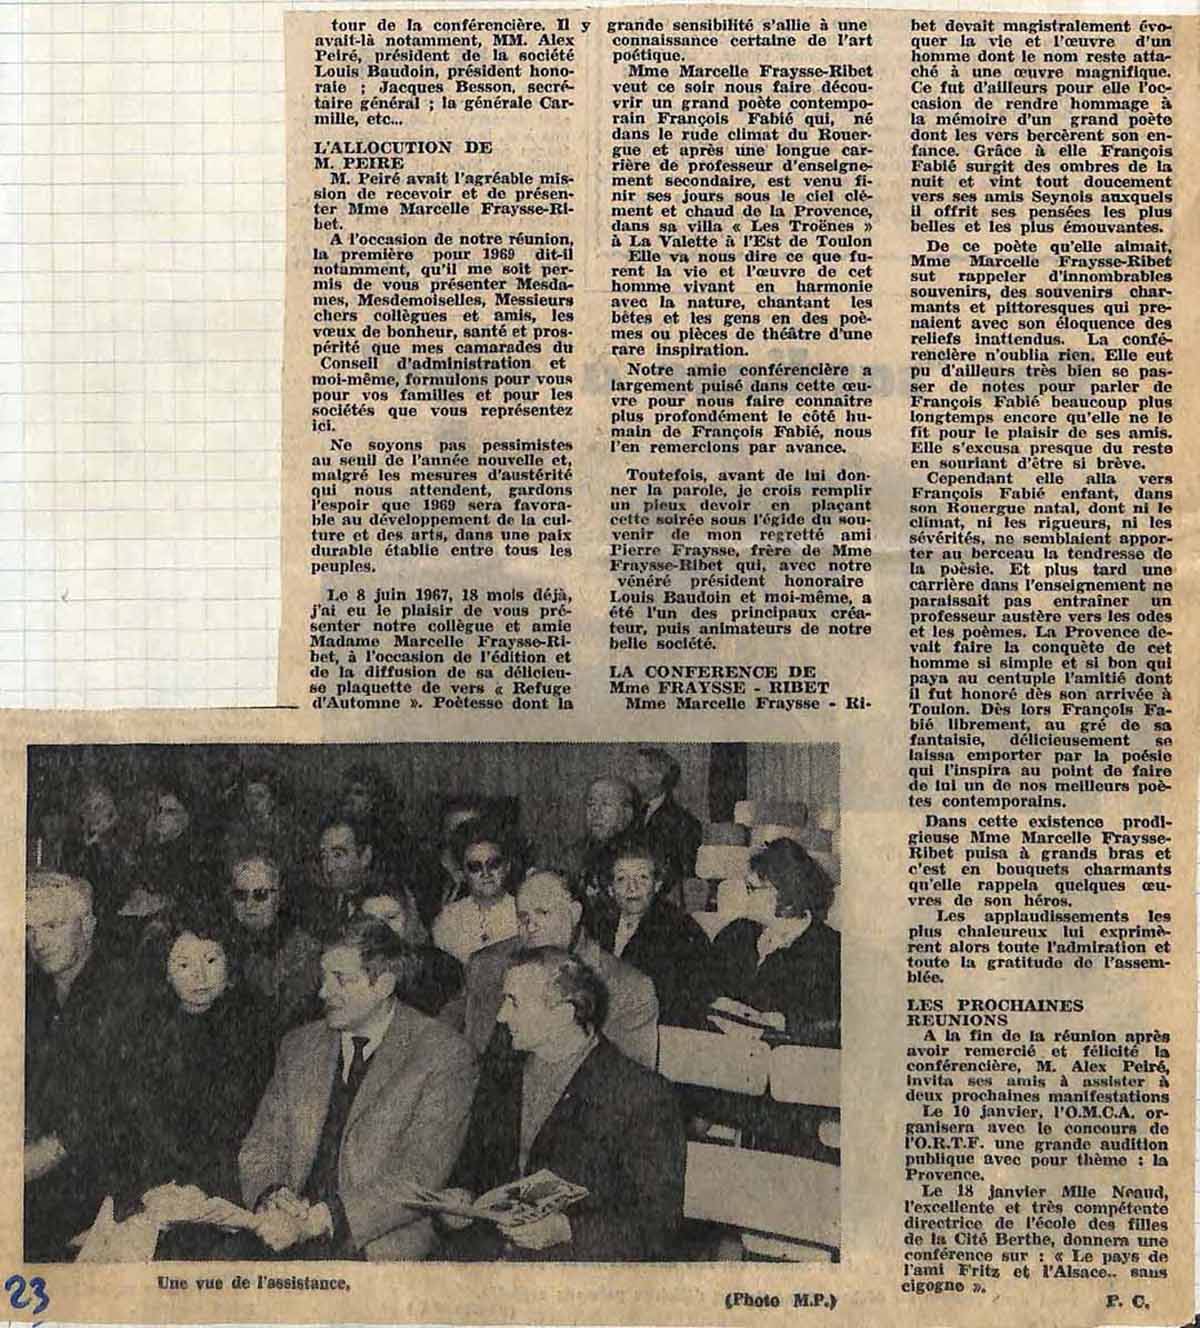 tour de la conférencière. Il y
avait-là notamment, MM. Alex
Peiré, président de la société
Louis Baudoin, président hono-
raie ; Jacques Besson, secré-
taire général ; la générale Car-
mille, etc...
L'ALLOCUTION DE
M. PEIRE
M. Peiré avait l'agréable mis-
sion de recevoir et de présen-
ter Mme Marcelle Fraysse-Ri-
bet.
A l'occasion de notre réunion,
la première pour 1969 dit-il
notamment, qu'il me soit per-
mis de vous présenter Mesda-
mes, Mesdemoiselles, Messieurs
chers collègues et amis, les
vœux de bonheur, santé et pros-
périté que mes camarades du
Conseil d'administration et
moi-même, formulons pour vous
pour vos familles et pour les
sociétés que vous représentez
ici.
Ne soyons pas pessimistes
au seuil de l'année nouvelle et,
malgré les mesures d'austérité
qui nous attendent, gardons
l'espoir que 1969 sera favora-
ble au développement de la cul-
ture et des arts, dans une paix
durable établie entre tous les
peuples.
Le 8 juin 1967, 18 mois déjà,
j'ai eu le plaisir de vous pré-
senter notre collègue et amie
Madame Marcelle Fraysse-Ri-
bet, à l'occasion de l'édition et
de la diffusion de sa délicieu-
se plaquette de vers « Refuge
d'Automne ». Poètesse dont la
grande sensibilité s'allie à une
connaissance certaine de l'art
poétique.
Mme Marcelle Fraysse-Ribet
veut ce soir nous faire décou-
vrir un grand poète contempo-
rain François Fabié qui, né
dans le rude climat du Rouer-
gue et après une longue car-
rière de professeur d'enseigne-
ment secondaire, est venu fi-
nir ses jours sous le ciel clé-
ment et chaud de la Provence,
dans sa villa « Les Troënes »
à La Valette à l'Est de Toulon
Elle va nous dire ce que fu-
rent la vie et l'œuvre de cet
homme vivant en harmonie
avec la nature, chantant les
bêtes et les gens en des poè-
mes ou pièces de théâtre d'une
rare inspiration.
Notre amie conférencière a
largement puisé dans cette œu-
vre pour nous faire connaître
plus profondément le côté hu-
main de François Fabié, nous
l'en remercions par avance.
Toutefois, avant de lui don-
ner la parole, je crois remplir
un pieux devoir en plaçant
cette soirée sous l'égide du sou-
venir de mon regretté ami
Pierre Fraysse, frère de Mme
Fraysse-Ribet qui, avec notre
vénéré président honoraire
Louis Baudoin et moi-même, a
été l'un des principaux créa-
teur, puis animateurs de notre
belle société.
LA CONFERENCE DE
Mme FRAYSSE - RIBET
Mme Marcelle Fraysse - Ri-
bet devait magistralement évo-
quer la vie et l'œuvre d'un
homme dont le nom reste atta-
ché à une œuvre magnifique.
Ce fut d'ailleurs pour elle l'oc-
casion de rendre hommage à
la mémoire d'un grand poète
dont les vers bercèrent son en-
fance. Grâce à elle François
Fabié surgit des ombres de la
nuit et vint tout doucement
vers ses amis Seynois auxquels
il offrit ses pensées les plus
belles et les plus émouvantes.
De ce poète qu'elle aimait,
Mme Marcelle Fraysse-Ribet
sut rappeler d'innombrables
souvenirs, des souvenirs char-
mants et pittoresques qui pre-
naient avec son éloquence des
reliefs inattendus. La confé-
rencière n'oublia rien. Elle eut
pu d'ailleurs très bien se pas-
ser de notes pour parler de
François Fabié beaucoup plus
longtemps encore qu'elle ne le
fit pour le plaisir de ses amis.
Elle s'excusa presque du reste
en souriant d'être si brève.
Cependant elle alla vers
François Fabié enfant, dans
son Rouergue natal, dont ni le
climat, ni les rigueurs, ni les
sévérités, ne semblaient appor-
ter au berceau la tendresse de
la poèsie. Et plus tard une
carrière dans l'enseignement ne
paraissait pas entraîner un
professeur austère vers les odes
et les poèmes. La Provence de-
vait faire la conquète de cet
homme si simple et si bon qui
paya au centuple l'amitié dont
il fut honoré dès son arrivée à
Toulon. Dès lors François Fa-
bié librement, au gré de sa
fantaisie, délicieusement se
laissa emporter par la poésie
qui l'inspira au point de faire
de lui un de nos meilleurs poè-
tes contemporains.
Dans cette existence prodi-
gieuse Mme Marcelle Fraysse-
Ribet puisa à grands bras et
c'est en bouquets charmants
qu'elle rappela quelques œu-
vres de son héros.
Les applaudissements les
plus chaleureux lui exprimè-
rent alors toute l'admiration et
toute la gratitude de l'assem-
blée.
LES PROCHAINES
REUNIONS
A la fin de la réunion après
avoir remercié et félicité la
conférencière, M. Alex Peiré,
invita ses amis à assister à
deux prochaines manifestations
Le 10 janvier, l'O.M.C.A. or-
ganisera avec le concours de
l'O.R.T.F. une grande audition
publique avec pour thème : la
Provence.
Le 18 janvier Mlle Neaud,
l'excellente et très compétente
directrice de l'école des filles
de la Cité Berthe, donnera une
conférence sur : « Le pays de
l'ami Fritz et l'Alsace.. sans
cigogne ».
P. C.
Une vue de l'assistance.
(Photo M.P.)
23